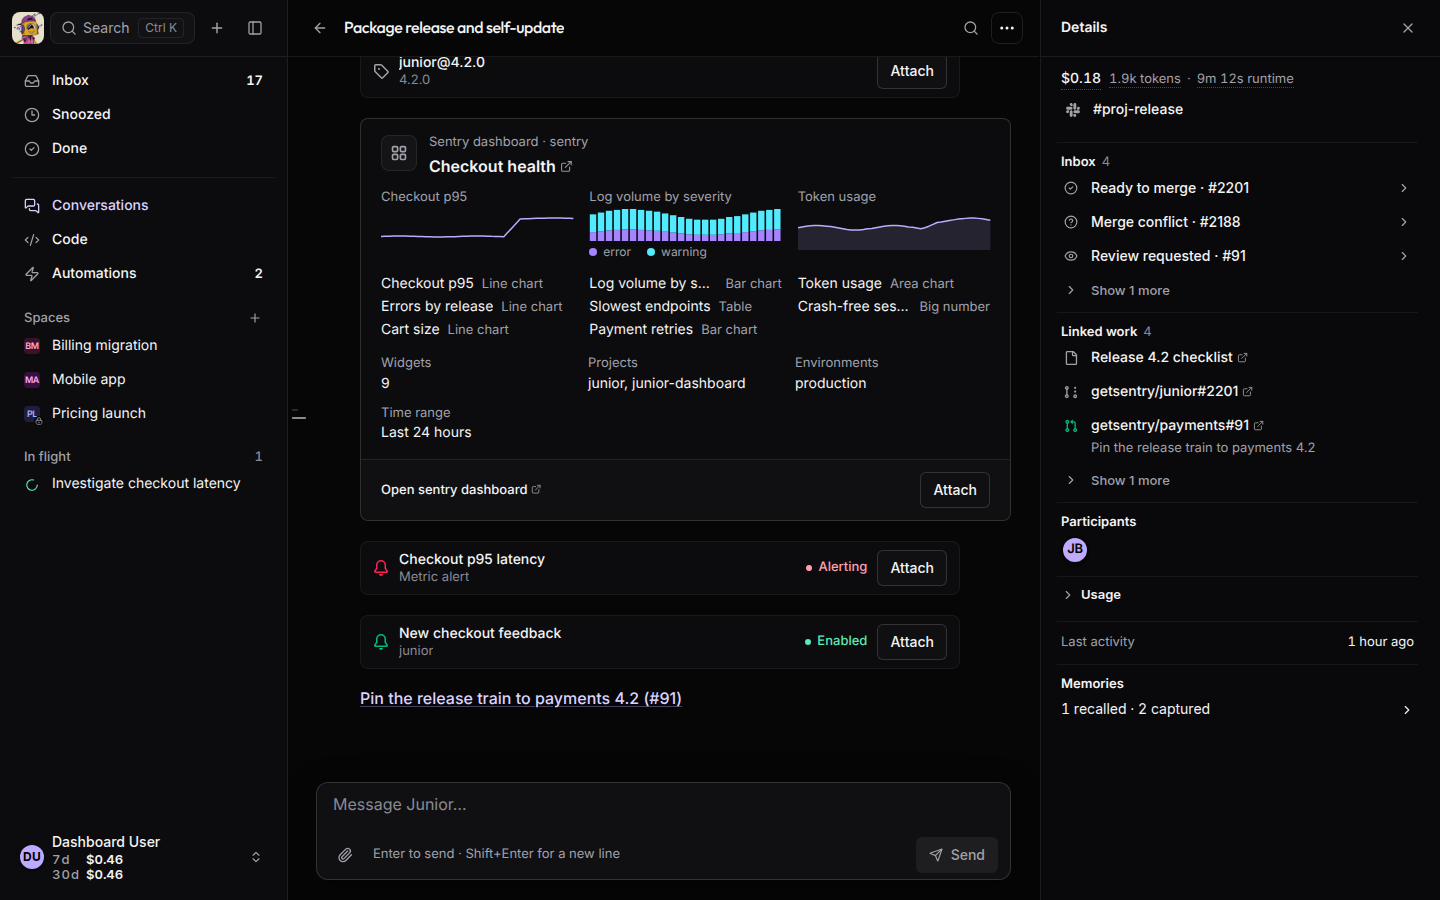 Search Ctrl K
Inbox 17
Snoozed
Done
Conversations
Code
Automations 2
Spaces
BM Billing migration
MA Mobile app
PL Pricing launch
In flight 1
Investigate checkout latency
DU Dashboard User
7d $0.46
30d $0.46
Package release and self-update
junior@4.2.0
4.2.0
Attach
Sentry dashboard · sentry
Checkout health
Checkout p95
Log volume by severity
Token usage
error warning
Checkout p95 Line chart
Log volume by s... Bar chart
Token usage Area chart
Errors by release Line chart
Slowest endpoints Table
Crash-free ses... Big number
Cart size Line chart
Payment retries Bar chart
Widgets
9
Projects
junior, junior-dashboard
Environments
production
Time range
Last 24 hours
Open sentry dashboard
Attach
Checkout p95 latency
Metric alert
Alerting
Attach
New checkout feedback
junior
Enabled
Attach
Pin the release train to payments 4.2 (#91)
Message Junior...
Enter to send · Shift+Enter for a new line
Send
Details
$0.18 1.9k tokens · 9m 12s runtime
#proj-release
Inbox 4
Ready to merge · #2201
Merge conflict · #2188
Review requested · #91
Show 1 more
Linked work 4
Release 4.2 checklist
getsentry/junior#2201
getsentry/payments#91
Pin the release train to payments 4.2
Show 1 more
Participants
JB
Usage
Last activity 1 hour ago
Memories
1 recalled · 2 captured